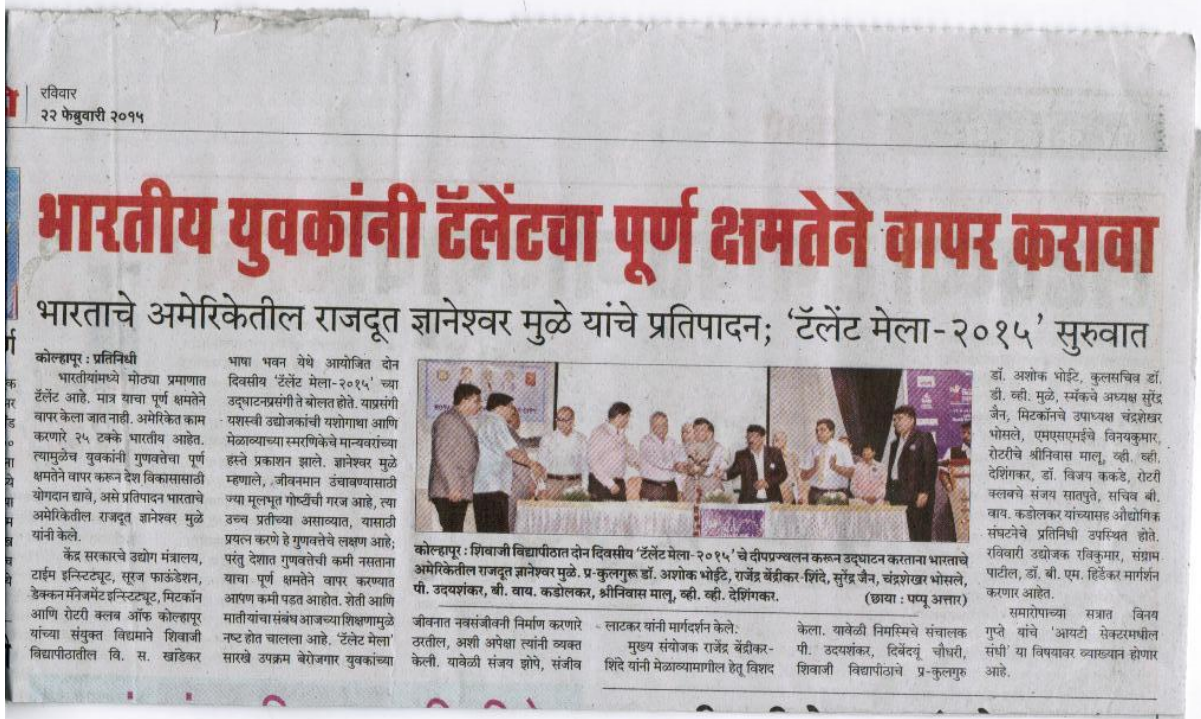 रविवार
२२ फेब्रुवारी २०१५
भारतीय युवकांनी टॅलेंटचा पूर्ण क्षमतेने वापर करावा
भारताचे अमेरिकेतील राजदूत ज्ञानेश्वर मुळे यांचे प्रतिपादन; ‘टॅलेंट मेला-२०१५’ सुरुवात
कोल्हापूर : प्रतिनिधी
भारतीयांमध्ये मोठ्या प्रमाणात
टॅलेंट आहे. मात्र याचा पूर्ण क्षमतेने
वापर केला जात नाही. अमेरिकेत काम
करणारे २५ टक्के भारतीय आहेत.
त्यामुळेच युवकांनी गुणवत्तेचा पूर्ण
क्षमतेने वापर करून देश विकासासाठी
योगदान द्यावे, असे प्रतिपादन भारताचे
अमेरिकेतील राजदूत ज्ञानेश्वर मुळे
यांनी केले.
केंद्र सरकारचे उद्योग मंत्रालय,
टाईम इन्स्टिट्यूट, सूरज फाऊंडेशन,
डेक्कन मॅनेजमेंट इन्स्टिट्यूट, मिटकॉन
आणि रोटरी क्लब ऑफ कोल्हापूर
यांच्या संयुक्त विद्यमाने शिवाजी
विद्यापीठातील वि. स. खांडेकर
भाषा भवन येथे आयोजित दोन
दिवसीय ‘टॅलेंट मेला-२०१५’ च्या
उद्घाटनप्रसंगी ते बोलत होते. याप्रसंगी
यशस्वी उद्योजकांची यशोगाथा आणि
मेळाव्याच्या स्मरणिकेचे मान्यवरांच्या
हस्ते प्रकाशन झाले. ज्ञानेश्वर मुळे
म्हणाले, जीवनमान उंचावण्यासाठी
ज्या मूलभूत गोष्टींची गरज आहे, त्या
उच्च प्रतीच्या असाव्यात, यासाठी
प्रयत्न करणे हे गुणवत्तेचे लक्षण आहे;
परंतु देशात गुणवत्तेची कमी नसताना
याचा पूर्ण क्षमतेने वापर करण्यात
आपण कमी पडत आहोत. शेती आणि
मातीयांचा संबंध आजच्या शिक्षणामुळे
नष्ट होत चालला आहे. ‘टॅलेंट मेला’
सारखे उपक्रम बेरोजगार युवकांच्या
कोल्हापूर : शिवाजी विद्यापीठात दोन दिवसीय ‘टॅलेंट मेला-२०१५’ चे दीपप्रज्वलन करून उद्घाटन करताना भारताचे
अमेरिकेतील राजदूत ज्ञानेश्वर मुळे. प्र-कुलगुरू डॉ. अशोक भोईटे, राजेंद्र बेंद्रीकर-शिंदे, सुरेंद्र जैन, चंद्रशेखर भोसले,
पी. उदयशंकर, बी. वाय. कडोलकर, श्रीनिवास मालू, व्ही. व्ही. देशिंगकर. (छाया : पप्पू अत्तार)
जीवनात नवसंजीवनी निर्माण करणारे
ठरतील, अशी अपेक्षा त्यांनी व्यक्त
केली. यावेळी संजय झोपे, संजीव
लाटकर यांनी मार्गदर्शन केले.
मुख्य संयोजक राजेंद्र बेंद्रीकर-
शिंदे यांनी मेळाव्यामागील हेतू विशद
केला. यावेळी निमस्मिचे संचालक
पी. उदयशंकर, दिबेंदयू चौधरी,
शिवाजी विद्यापीठाचे प्र-कुलगुरु
डॉ. अशोक भोईटे, कुलसचिव डॉ.
डी. व्ही. मुळे, स्मॅकचे अध्यक्ष सुरेंद्र
जैन, मिटकॉनचे उपाध्यक्ष चंद्रशेखर
भोसले, एमएसएमईचे विनयकुमार,
रोटरीचे श्रीनिवास मालू, व्ही. व्ही.
देशिंगकर, डॉ. विजय ककडे, रोटरी
क्लबचे संजय सातपुते, सचिव बी.
वाय. कडोलकर यांच्यासह औद्योगिक
संघटनेचे प्रतिनिधी उपस्थित होते.
रविवारी उद्योजक रविकुमार, संग्राम
पाटील, डॉ. बी. एम. हिर्डेकर मार्गशन
करणार आहेत.
समारोपाच्या सत्रात विनय
गुप्ते यांचे ‘आयटी सेक्टरमधील
संधी’ या विषयावर व्याख्यान होणार
आहे.